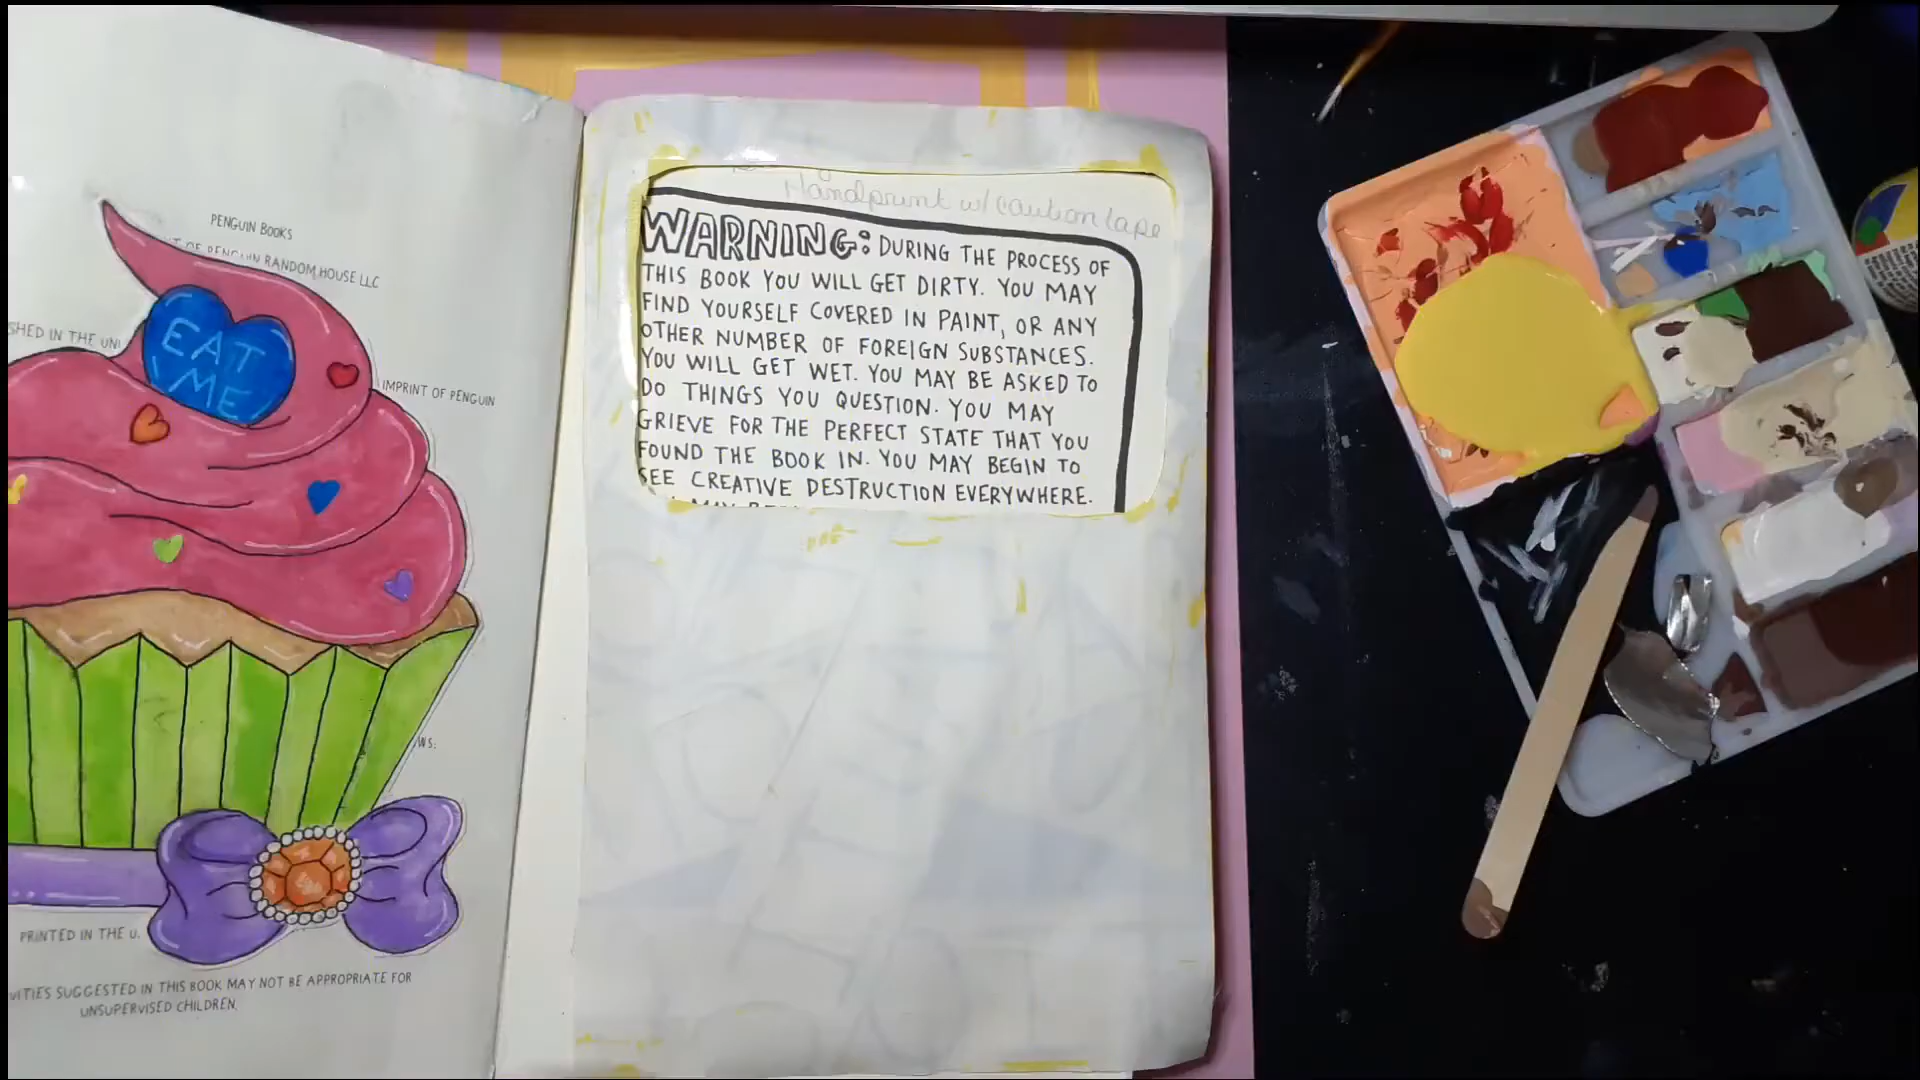 PENGUIN BOOKS
OF PENGUIN RANDOM HOUSE LLC
EAT
ME
SHED IN THE UNI
IMPRINT OF PENGUIN
WS:
PRINTED IN THE U.
VITIES SUGGESTED IN THIS BOOK MAY NOT BE APPROPRIATE FOR
UNSUPERVISED CHILDREN.
Handprint w/ caution tape
WARNING: DURING THE PROCESS OF
THIS BOOK YOU WILL GET DIRTY. YOU MAY
FIND YOURSELF COVERED IN PAINT, OR ANY
OTHER NUMBER OF FOREIGN SUBSTANCES.
YOU WILL GET WET. YOU MAY BE ASKED TO
DO THINGS YOU QUESTION. YOU MAY
GRIEVE FOR THE PERFECT STATE THAT YOU
FOUND THE BOOK IN. YOU MAY BEGIN TO
SEE CREATIVE DESTRUCTION EVERYWHERE.